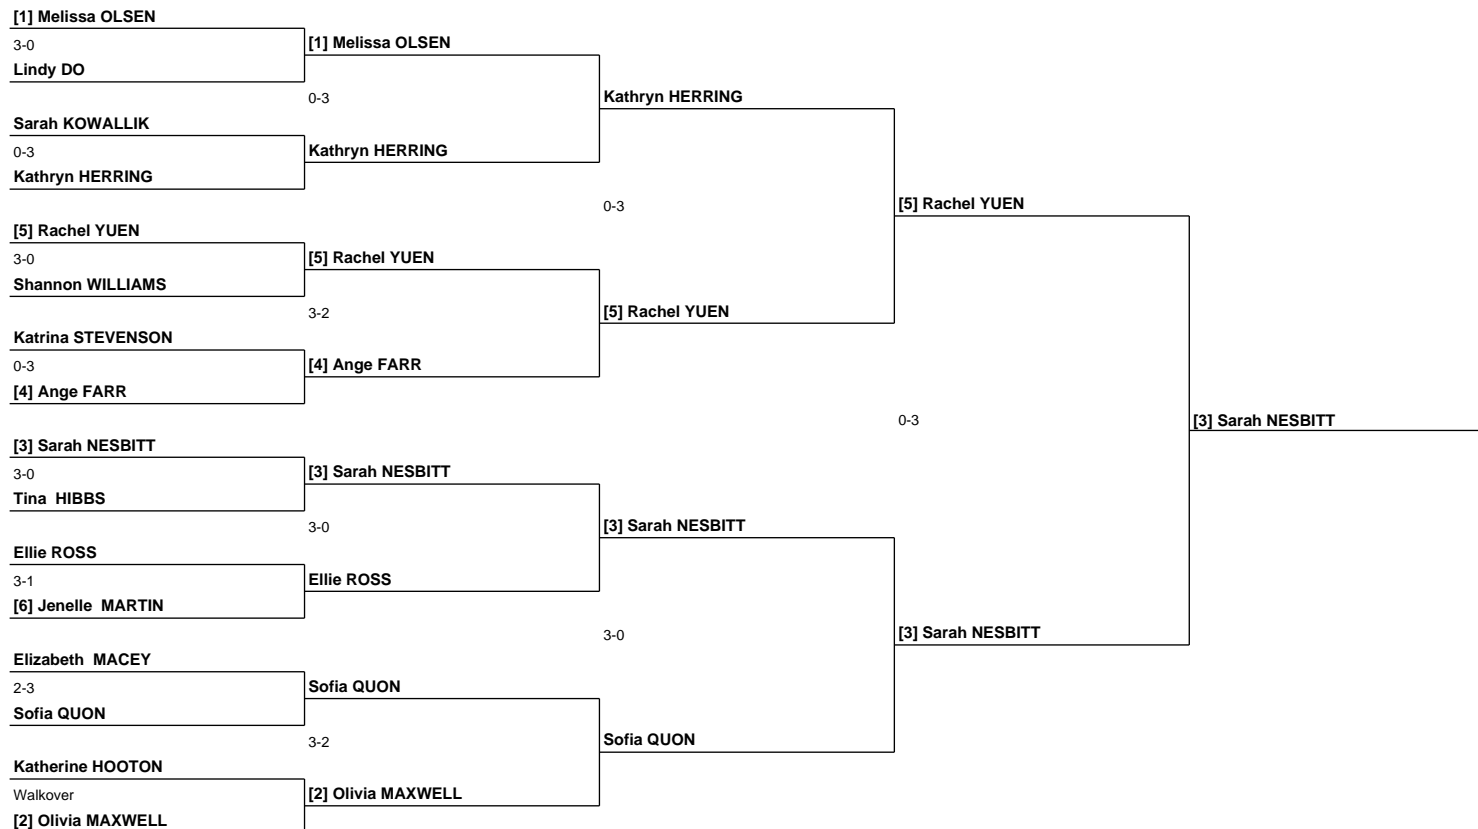 [1] Melissa OLSEN
3-0
Lindy DO
Sarah KOWALLIK
0-3
Kathryn HERRING
[5] Rachel YUEN
3-0
Shannon WILLIAMS
Katrina STEVENSON
0-3
[4] Ange FARR
[3] Sarah NESBITT
3-0
Tina  HIBBS
Ellie ROSS
3-1
[6] Jenelle  MARTIN
Elizabeth  MACEY
2-3
Sofia QUON
Katherine HOOTON
Walkover
[2] Olivia MAXWELL
[1] Melissa OLSEN
0-3
Kathryn HERRING
[5] Rachel YUEN
3-2
[4] Ange FARR
[3] Sarah NESBITT
3-0
Ellie ROSS
Sofia QUON
3-2
[2] Olivia MAXWELL
Kathryn HERRING
0-3
[5] Rachel YUEN
[3] Sarah NESBITT
3-0
Sofia QUON
[5] Rachel YUEN
0-3
[3] Sarah NESBITT
[3] Sarah NESBITT